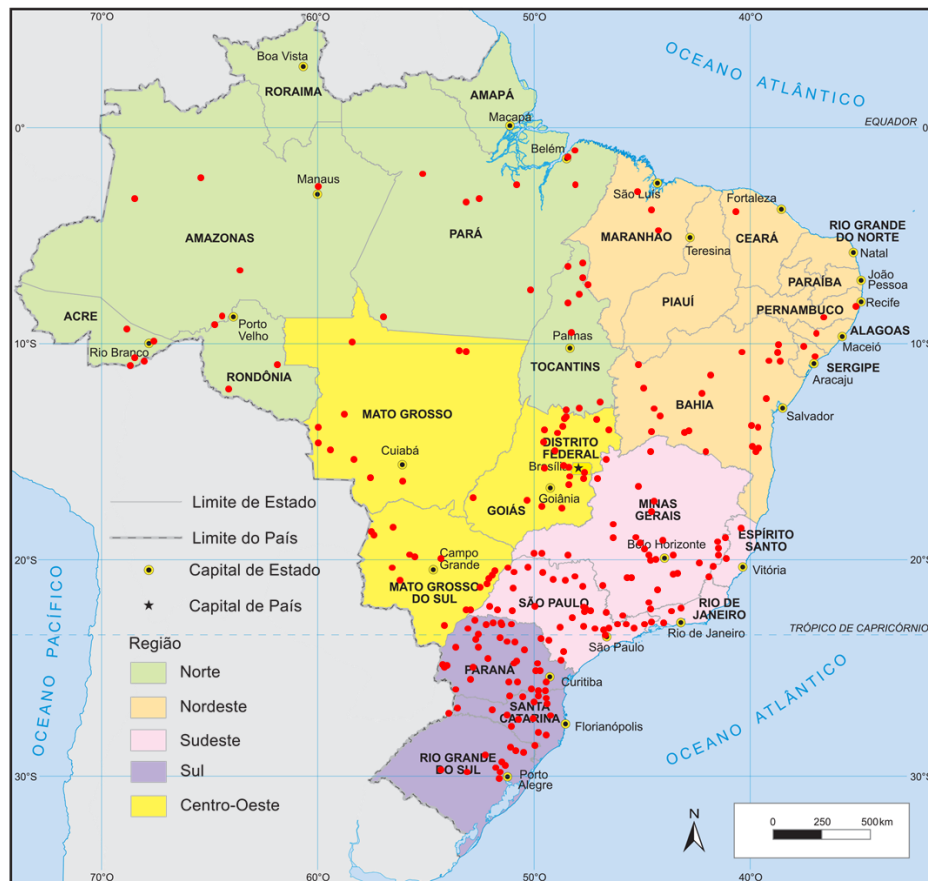 70°O
60°O
50°O
40°O
OCEANO ATLÂNTICO
Boa Vista
RORAIMA
AMAPÁ
Macapá
0°
EQUADOR
0°
Belém
Manaus
São Luís
Fortaleza
AMAZONAS
PARÁ
MARANHÃO
Teresina
CEARÁ
RIO GRANDE
DO NORTE
Natal
PARAÍBA
João
Pessoa
ACRE
PIAUÍ
PERNAMBUCO
Recife
Porto
Velho
Rio Branco
Palmas
ALAGOAS
Maceió
10°S
10°S
TOCANTINS
SERGIPE
Aracaju
RONDÔNIA
MATO GROSSO
BAHIA
Salvador
Cuiabá
DISTRITO
FEDERAL
Brasília
Goiânia
GOIÁS
MINAS
GERAIS
Belo Horizonte
ESPÍRITO
SANTO
Vitória
20°S
20°S
Campo
Grande
MATO GROSSO
DO SUL
SÃO PAULO
RIO DE
JANEIRO
Rio de Janeiro
São Paulo
TRÓPICO DE CAPRICÓRNIO
PARANÁ
Curitiba
SANTA
CATARINA
Florianópolis
RIO GRANDE
DO SUL
Porto
Alegre
30°S
30°S
OCEANO PACÍFICO
OCEANO ATLÂNTICO
Limite de Estado
Limite do País
Capital de Estado
Capital de País
Região
Norte
Nordeste
Sudeste
Sul
Centro-Oeste
N
0 250 500km
70°O
60°O
50°O
40°O